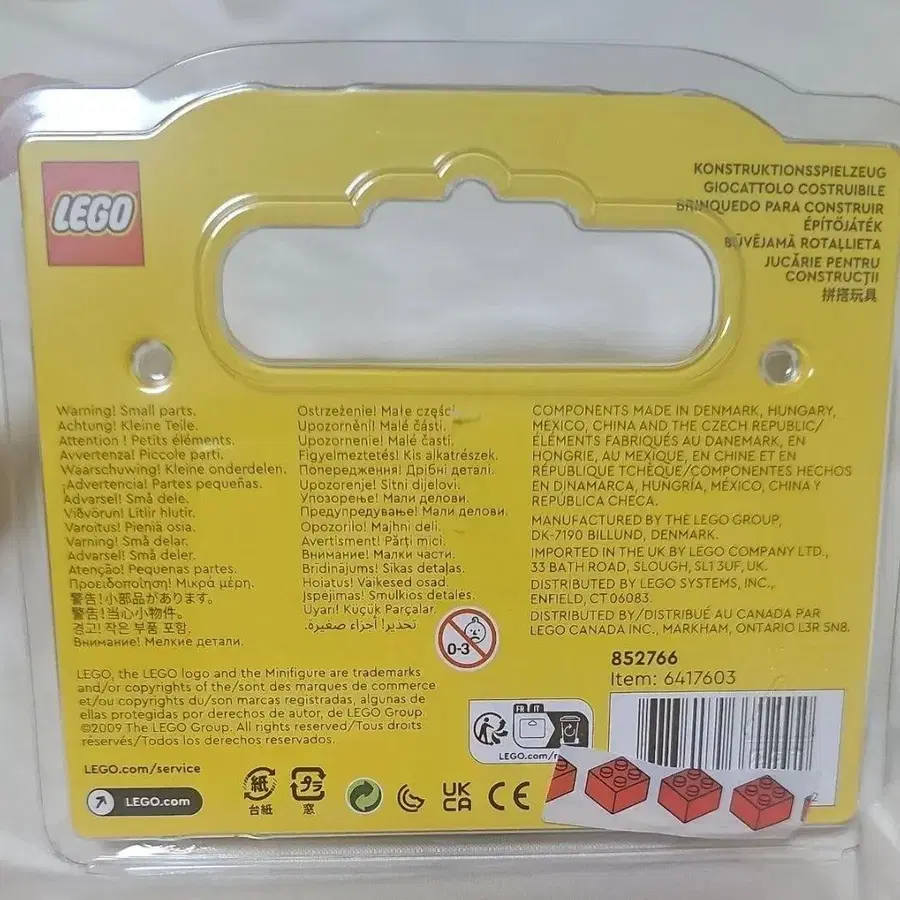 LEGO
KONSTRUKTIONSSPIELZEUG
GIOCATTOLO COSTRUIBILE
BRINQUEDO PARA CONSTRUIR
ÉPÍTŐJÁTÉK
BŪVĒJAMĀ ROTAĻLIETA
JUCĂRIE PENTRU
CONSTRUCȚII
拼搭玩具
Warning! Small parts.
Achtung! Kleine Teile.
Attention ! Petits éléments.
Avvertenza! Piccole parti.
Waarschuwing! Kleine onderdelen.
¡Advertencia! Partes pequeñas.
Advarsel! Små dele.
Viðvörun! Litlir hlutir.
Varoitus! Pieniä osia.
Varning! Små delar.
Advarsel! Små deler.
Atenção! Pequenas partes.
Προειδοποίηση! Μικρά μέρη.
警告!小部品があります。
警告!当心小物件。
경고! 작은 부품 포함.
Внимание! Мелкие детали.
Ostrzeżenie! Małe części.
Upozornění! Malé části.
Upozornenie! Malé časti.
Figyelmeztetés! Kis alkatrészek.
Попередження! Дрібні деталі.
Upozorenje! Sitni dijelovi.
Упозорење! Мали делови.
Предупредување! Мали делови.
Opozorilo! Majhni deli.
Avertisment! Părți mici.
Внимание! Малки части.
Brīdinājums! Sīkas detaļas.
Hoiatus! Väikesed osad.
Įspėjimas! Smulkios detalės.
Uyarı! Küçük Parçalar.
تحذير! أجزاء صغيرة.
0-3
COMPONENTS MADE IN DENMARK, HUNGARY,
MEXICO, CHINA AND THE CZECH REPUBLIC/
ÉLÉMENTS FABRIQUÉS AU DANEMARK, EN
HONGRIE, AU MEXIQUE, EN CHINE ET EN
RÉPUBLIQUE TCHÈQUE/COMPONENTES HECHOS
EN DINAMARCA, HUNGRÍA, MÉXICO, CHINA Y
REPÚBLICA CHECA.
MANUFACTURED BY THE LEGO GROUP,
DK-7190 BILLUND, DENMARK.
IMPORTED IN THE UK BY LEGO COMPANY LTD.,
33 BATH ROAD, SLOUGH, SL1 3UF, UK.
DISTRIBUTED BY LEGO SYSTEMS, INC.,
ENFIELD, CT 06083.
DISTRIBUTED BY/DISTRIBUÉ AU CANADA PAR
LEGO CANADA INC., MARKHAM, ONTARIO L3R 5N8.
852766
Item: 6417603
LEGO, the LEGO logo and the Minifigure are trademarks
and/or copyrights of the/sont des marques de commerce
et/ou copyrights du/son marcas registradas, algunas de
ellas protegidas por derechos de autor, de LEGO Group.
©2009 The LEGO Group. All rights reserved/Tous droits
réservés/Todos los derechos reservados.
FR IT
LEGO.com/service
LEGO.com
紙
台紙
プラ
窓
UK
CA
CE